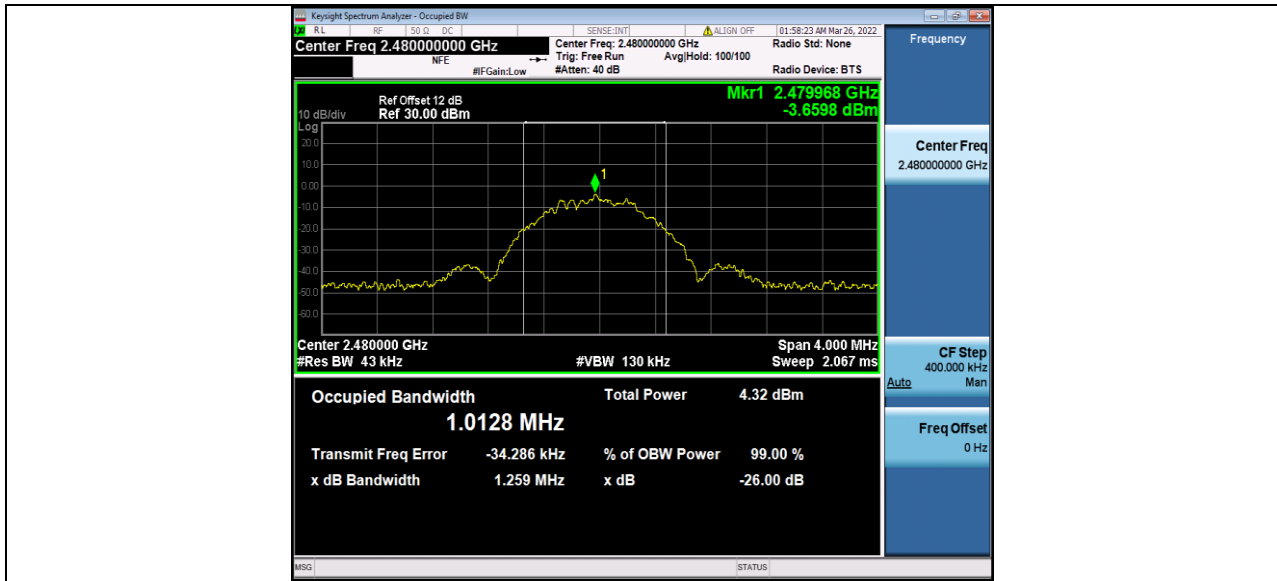 Keysight Spectrum Analyzer - Occupied BW
RL RF 50 Ω DC SENSE:INT ALIGN OFF 01:58:23 AM Mar 26, 2022
Center Freq 2.480000000 GHz Center Freq: 2.480000000 GHz Radio Std: None
NFE Trig: Free Run Avg|Hold: 100/100
#IFGain:Low #Atten: 40 dB Radio Device: BTS
Frequency
Mkr1 2.479968 GHz
-3.6598 dBm
Ref Offset 12 dB
10 dB/div Ref 30.00 dBm
Log
20.0
10.0
0.00
-10.0
-20.0
-30.0
-40.0
-50.0
-60.0
1
Center 2.480000 GHz Span 4.000 MHz
#Res BW 43 kHz #VBW 130 kHz Sweep 2.067 ms
Occupied Bandwidth Total Power 4.32 dBm
1.0128 MHz
Transmit Freq Error -34.286 kHz % of OBW Power 99.00 %
x dB Bandwidth 1.259 MHz x dB -26.00 dB
Center Freq
2.480000000 GHz
CF Step
400.000 kHz
Auto Man
Freq Offset
0 Hz
MSG STATUS